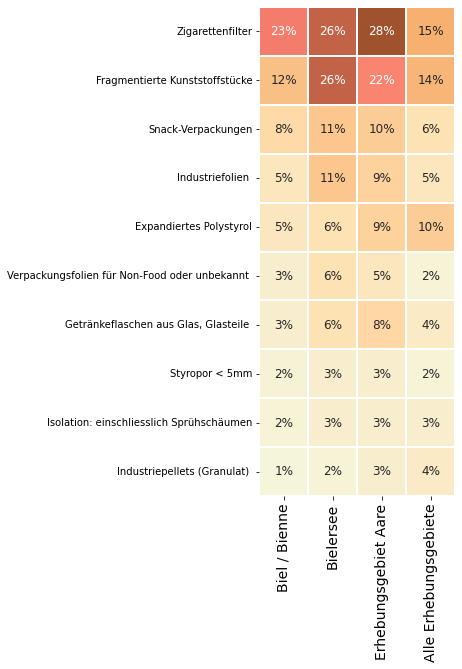 Zigarettenfilter 23% 26% 28% 15%
Fragmentierte Kunststoffstücke 12% 26% 22% 14%
Snack-Verpackungen 8% 11% 10% 6%
Industriefolien 5% 11% 9% 5%
Expandiertes Polystyrol 5% 6% 9% 10%
Verpackungsfolien für Non-Food oder unbekannt 3% 6% 5% 2%
Getränkeflaschen aus Glas, Glasteile 3% 6% 8% 4%
Styropor < 5mm 2% 3% 3% 2%
Isolation: einschliesslich Sprühschäumen 2% 3% 3% 3%
Industriepellets (Granulat) 1% 2% 3% 4%
Biel / Bienne
Bielersee
Erhebungsgebiet Aare
Alle Erhebungsgebiete